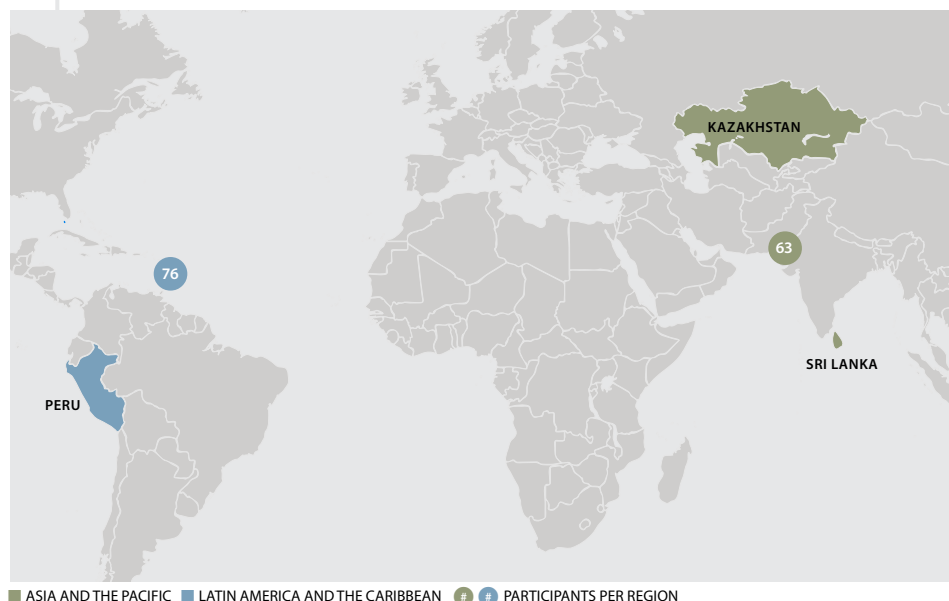 KAZAKHSTAN
63
76
SRI LANKA
PERU
ASIA AND THE PACIFIC LATIN AMERICA AND THE CARIBBEAN # # PARTICIPANTS PER REGION